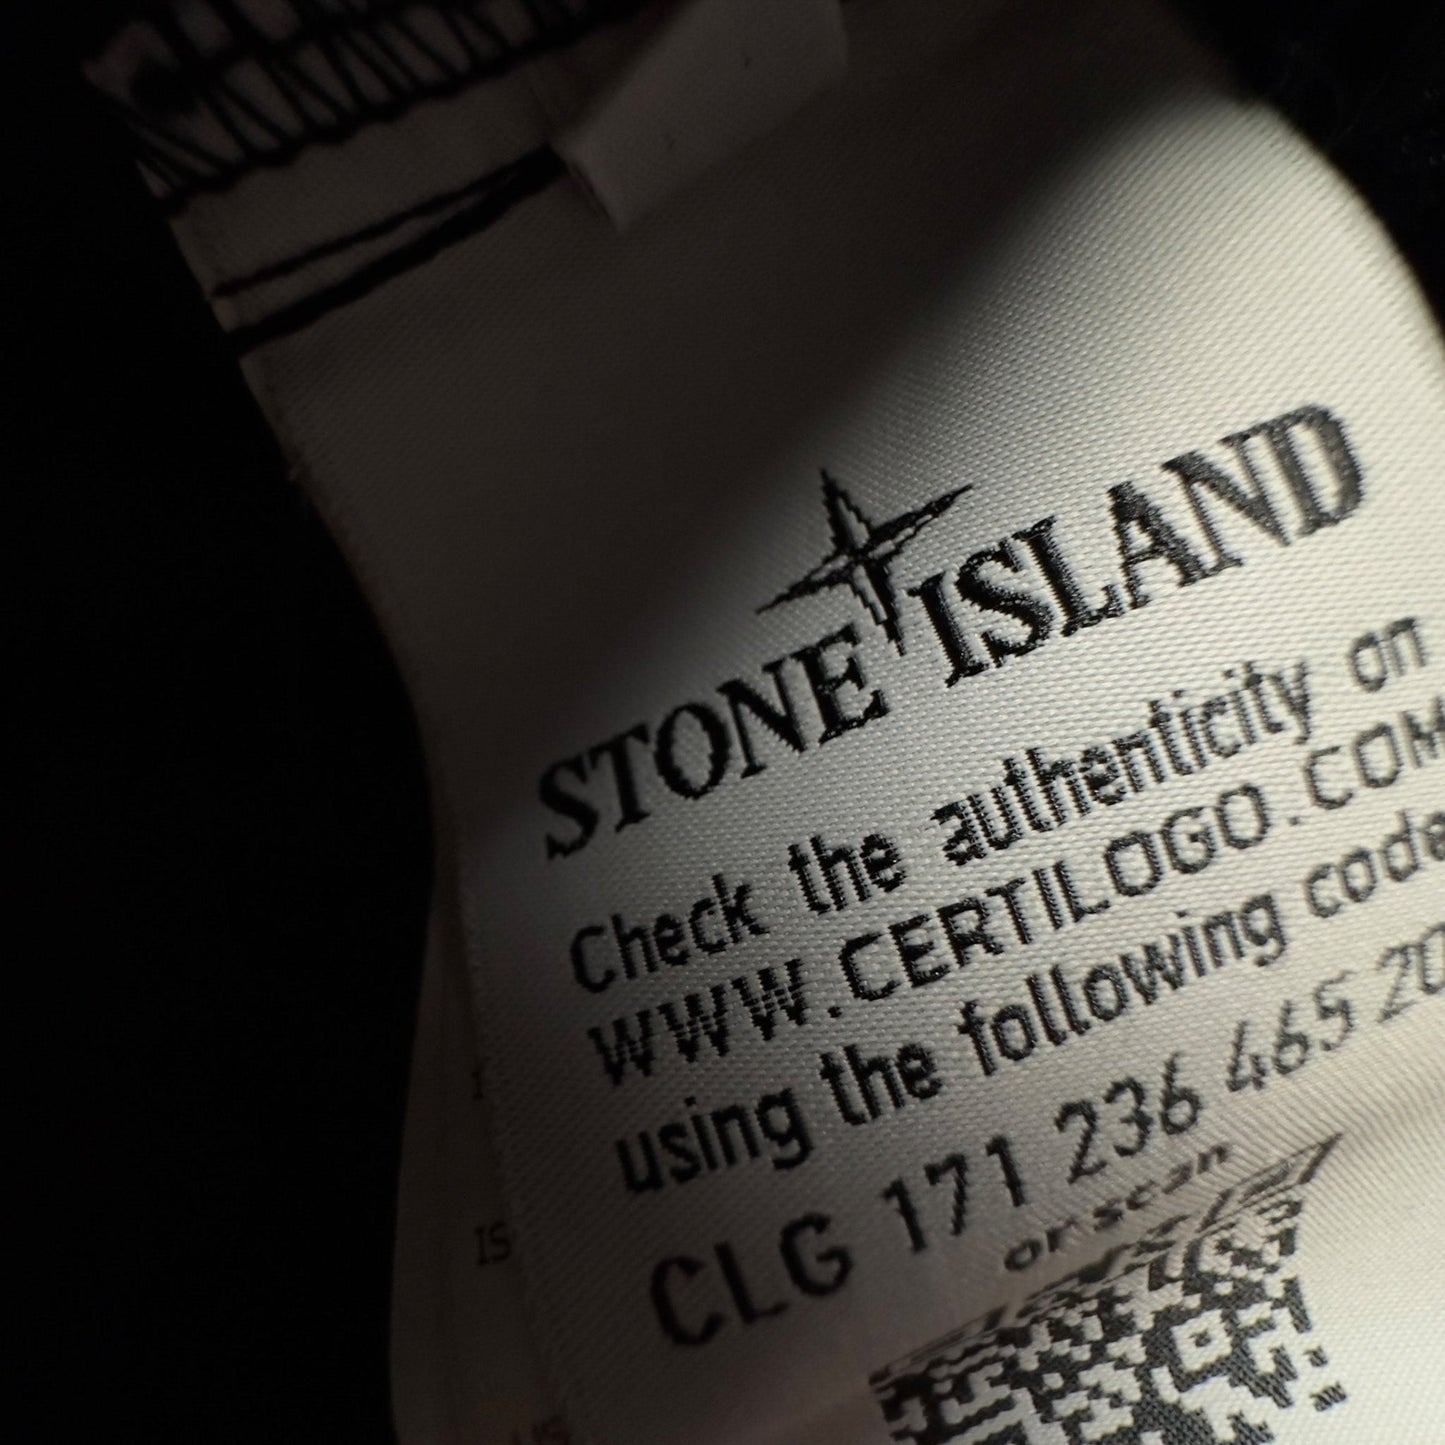 STONE ISLAND
Check the authenticity on
WWW.CERTILOGO.COM
using the following code
CLG 171 236 465 20
or scan
IS